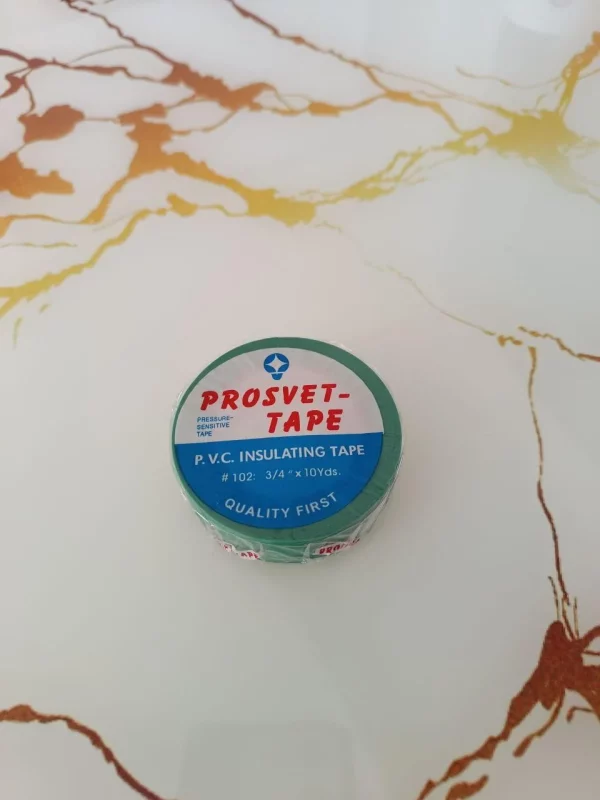 PROSVET-
TAPE
PRESSURE-
SENSITIVE
TAPE
P.V.C. INSULATING TAPE
# 102: 3/4" x 10Yds.
QUALITY FIRST